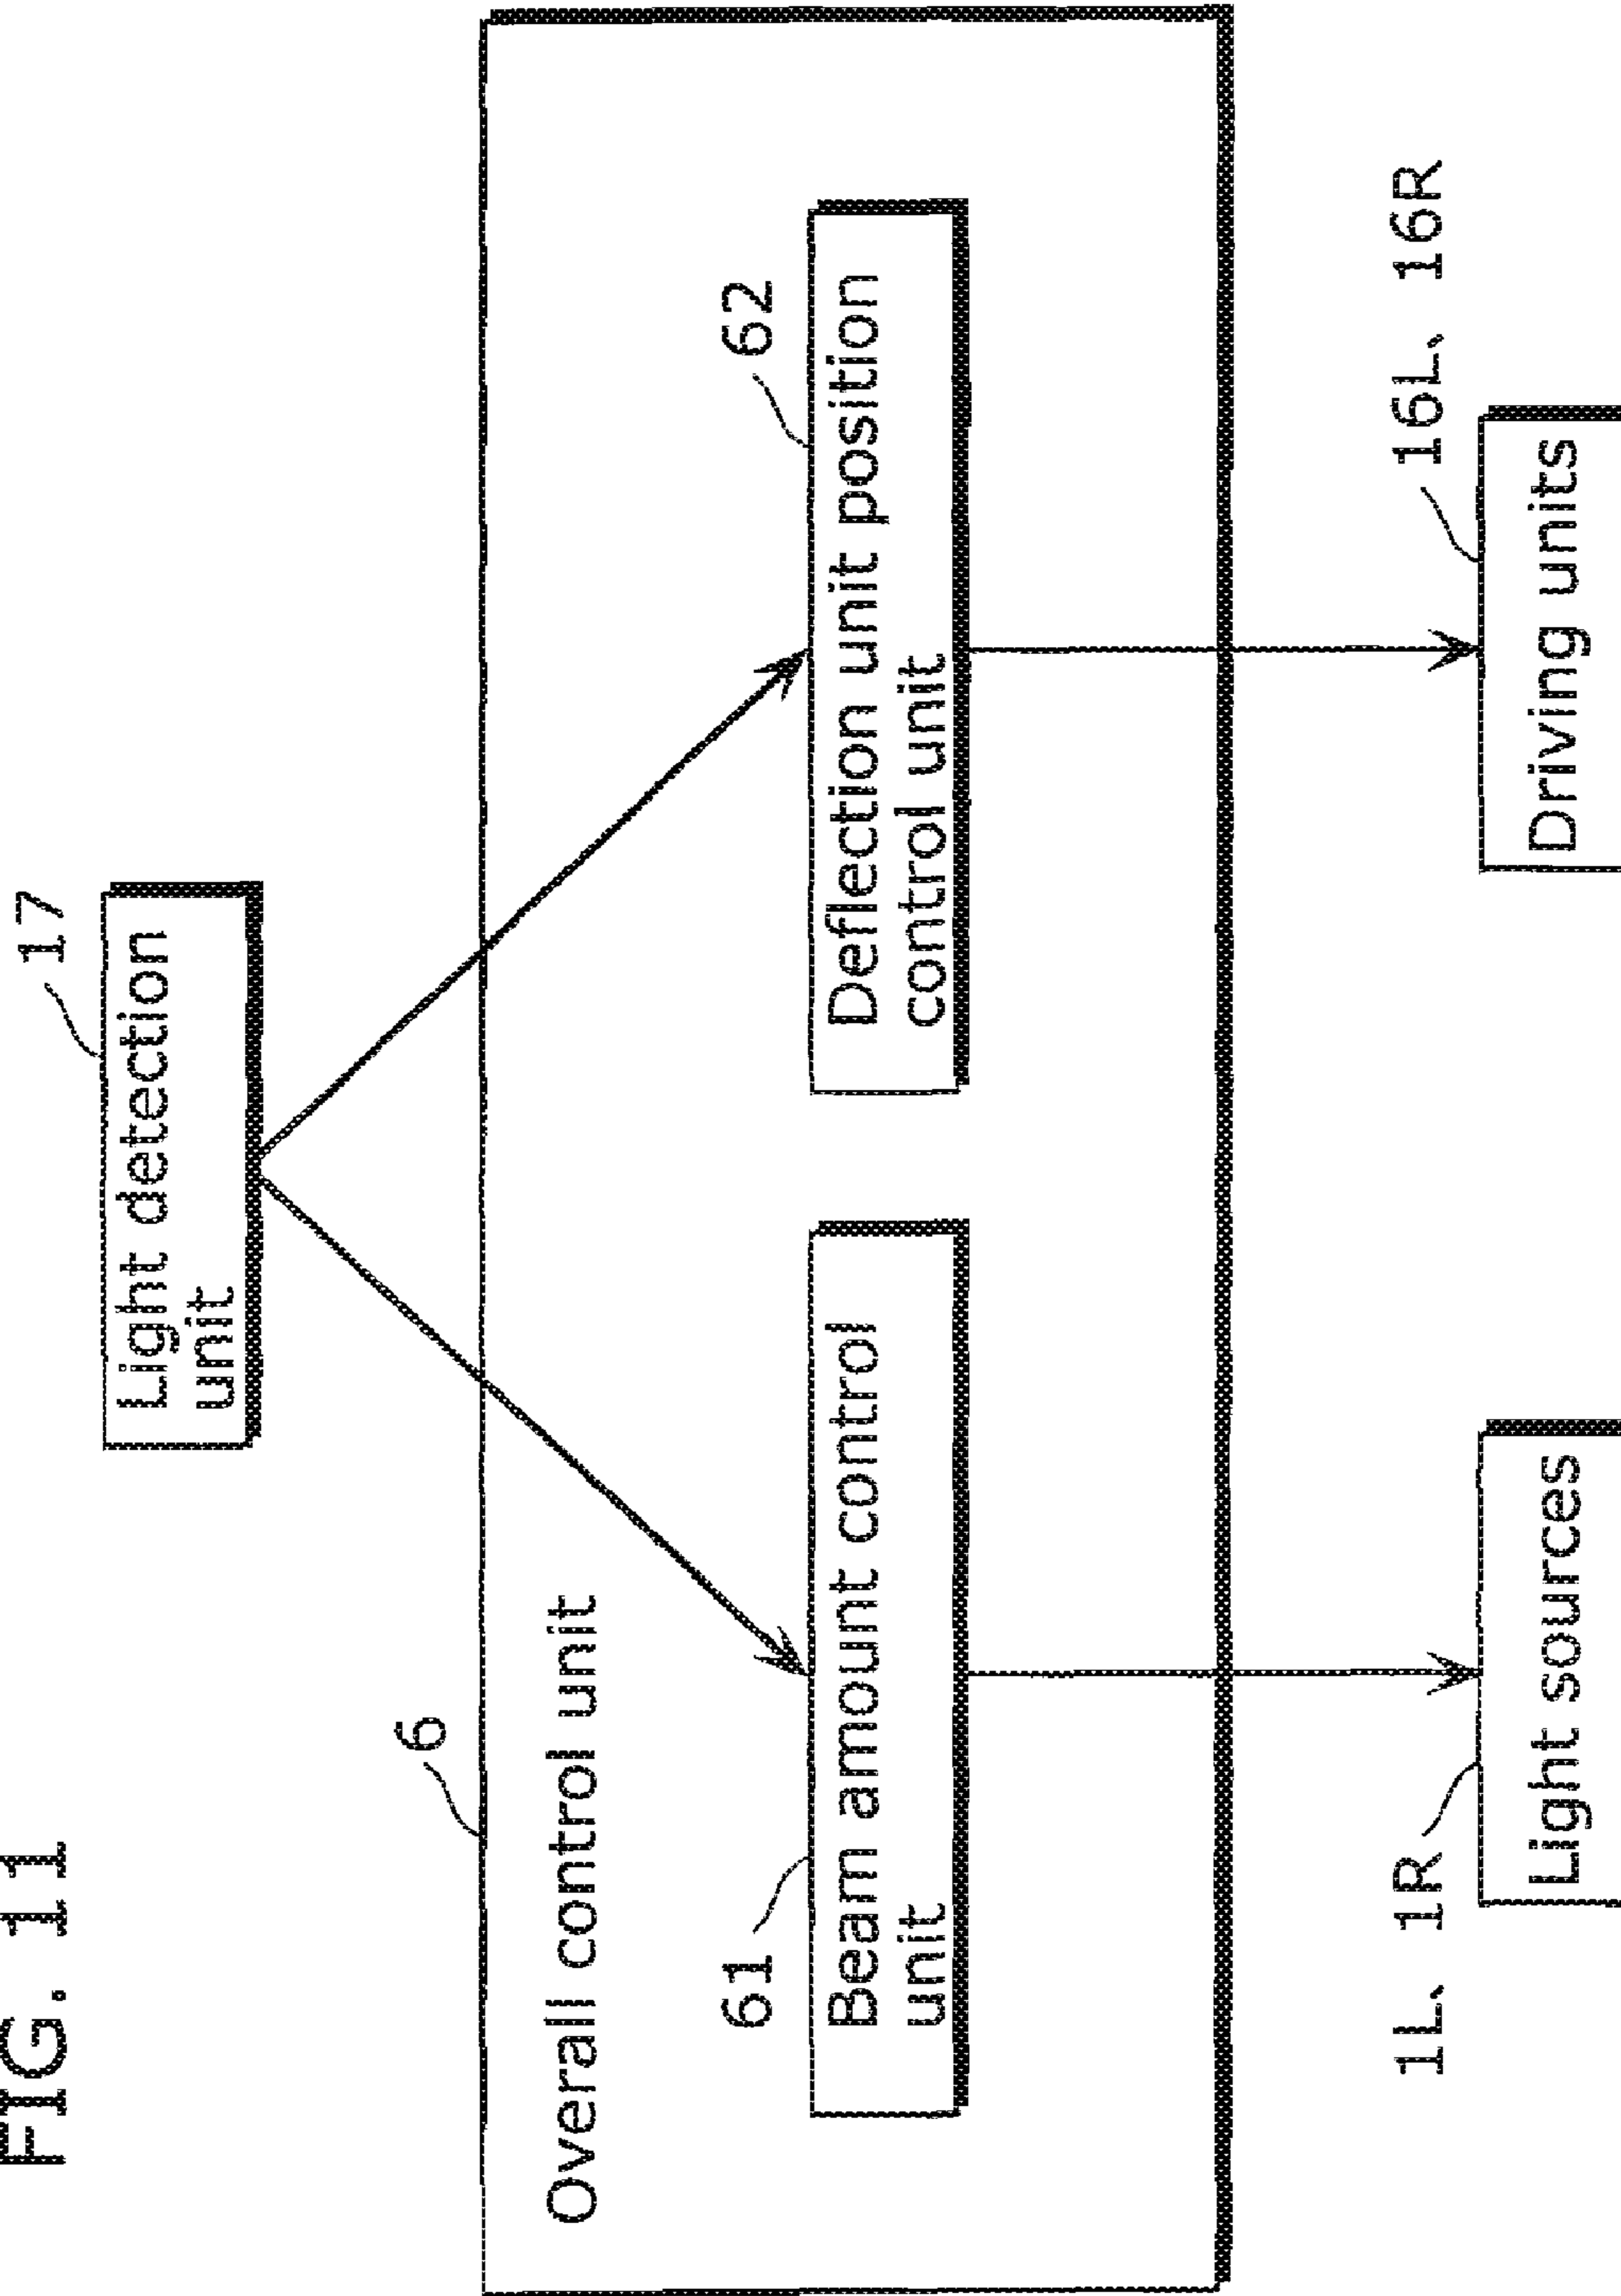 FIG. 11
17
Light detection
unit
6
Overall control unit
61
Beam amount control
unit
62
Deflection unit position
control unit
1L、1R
Light sources
16L、16R
Driving units